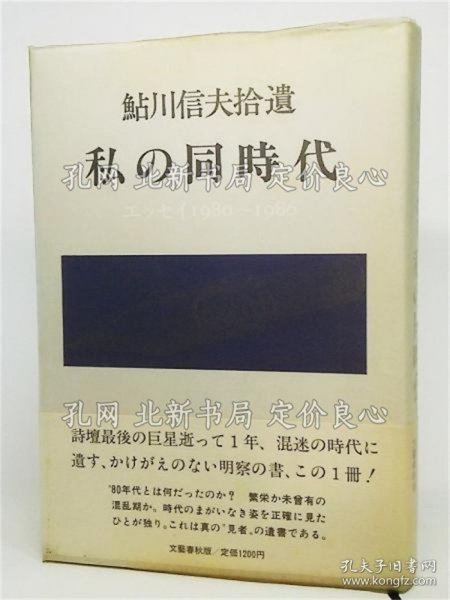 鮎川信夫拾遺
私の同時代
孔网 北新书局 定价良心
エッセイ1980~1986
孔网 北新书局 定价良心
詩壇最後の巨星逝って1年、混迷の時代に
遺す、かけがえのない明察の書、この1冊!
"80年代とは何だったのか? 繁栄か未曾有の
混乱期か。時代のまがいなき姿を正確に見た
ひとが独り。これは真の"見者"の遺書である。
文藝春秋版/定価1200円
孔夫子旧书网
www.kongfz.com